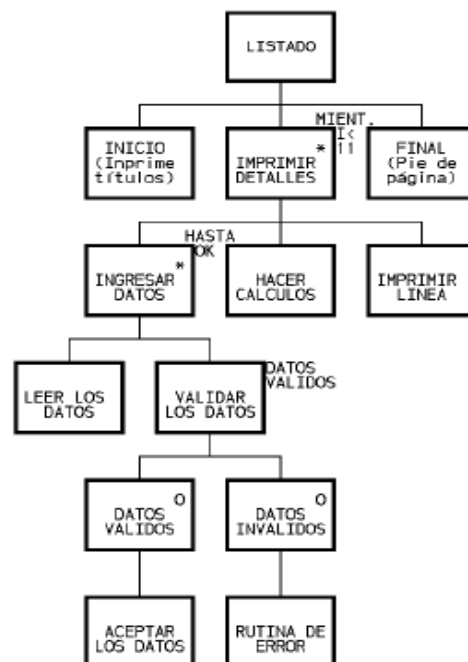 LISTADO
MIENT.
I<
11
INICIO
(Inprime
títulos)
*
IMPRIMIR
DETALLES
FINAL
(Pie de
página)
HASTA
OK
*
INGRESAR
DATOS
HACER
CALCULOS
IMPRIMIR
LINEA
LEER LOS
DATOS
VALIDAR
LOS DATOS
DATOS
VALIDOS
O
DATOS
VALIDOS
O
DATOS
INVALIDOS
ACEPTAR
LOS DATOS
RUTINA DE
ERROR